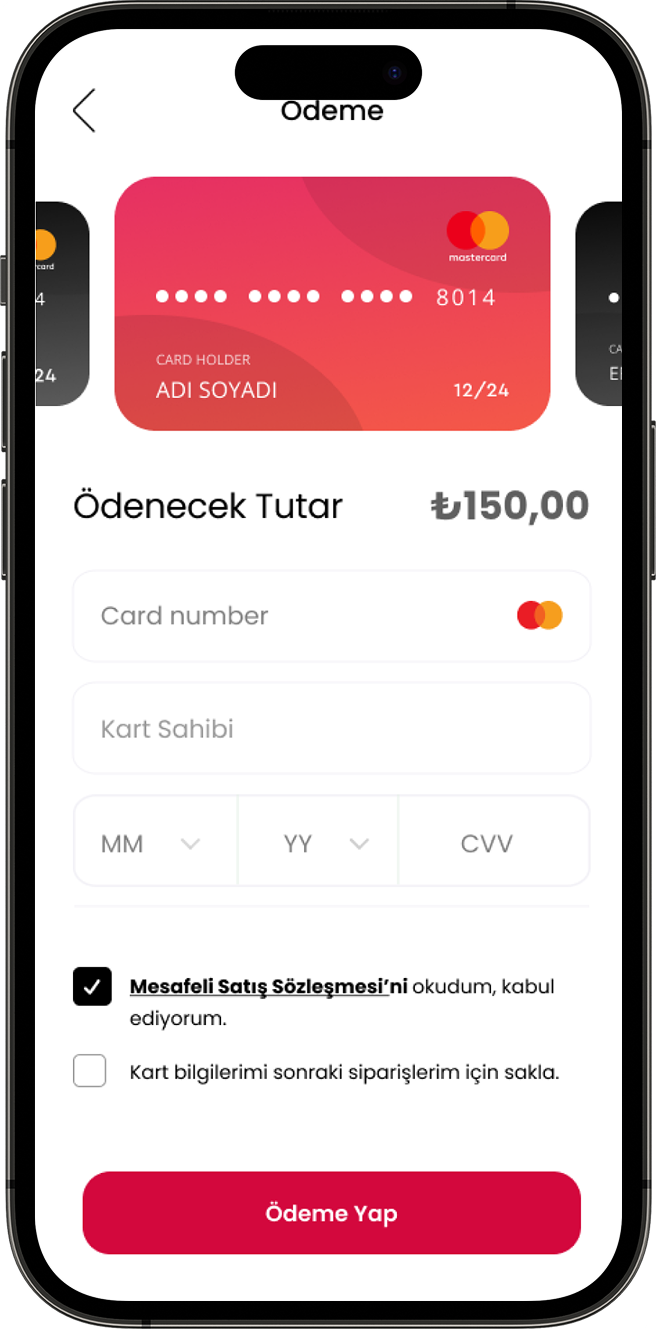 Ödeme
mastercard
card
4
8014
CARD HOLDER
CA
24
ADI SOYADI
12/24
Ödenecek Tutar
₺150,00
Card number
Kart Sahibi
MM
YY
CVV
Mesafeli Satış Sözleşmesi’ni okudum, kabul
ediyorum.
Kart bilgilerimi sonraki siparişlerim için sakla.
Ödeme Yap